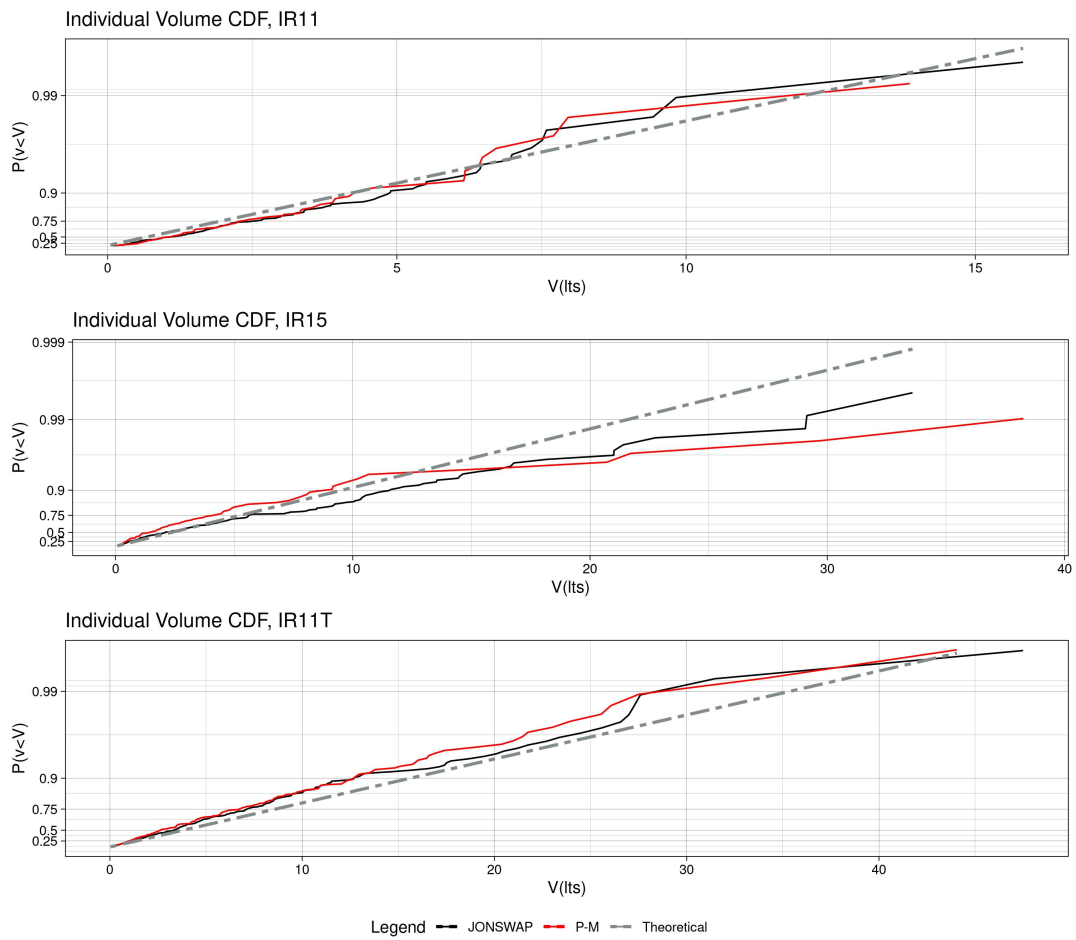 Individual Volume CDF, IR11
P(v<V)
0.99
0.9
0.75
0.5
0.25
0 5 10 15
V(lts)
Individual Volume CDF, IR15
P(v<V)
0.999
0.99
0.9
0.75
0.5
0.25
0 10 20 30 40
V(lts)
Individual Volume CDF, IR11T
P(v<V)
0.99
0.9
0.75
0.5
0.25
0 10 20 30 40
V(lts)
Legend JONSWAP P-M Theoretical